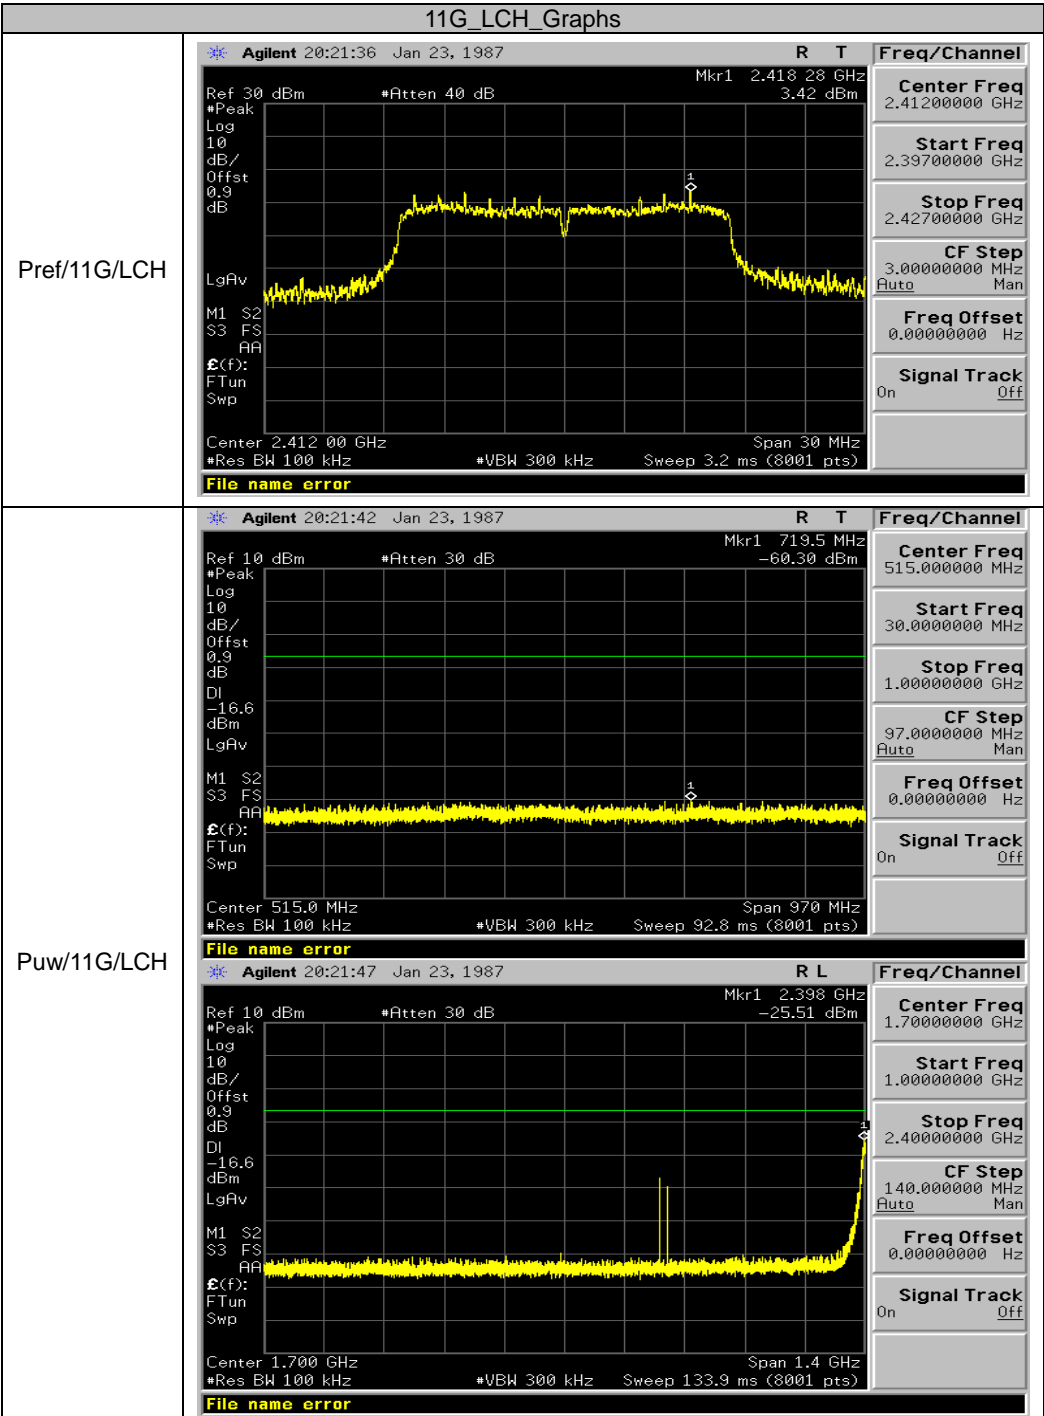 11G_LCH_Graphs
Pref/11G/LCH
Agilent 20:21:36 Jan 23, 1987 R T Freq/Channel
Mkr1 2.418 28 GHz
Ref 30 dBm #Atten 40 dB 3.42 dBm
#Peak
Log
10
dB/
Offst
0.9
dB
LgAv
M1 S2
S3 FS
AA
£(f):
FTun
Swp
1
Center 2.412 00 GHz Span 30 MHz
#Res BW 100 kHz #VBW 300 kHz Sweep 3.2 ms (8001 pts)
File name error
Center Freq
2.41200000 GHz
Start Freq
2.39700000 GHz
Stop Freq
2.42700000 GHz
CF Step
3.00000000 MHz
Auto Man
Freq Offset
0.00000000 Hz
Signal Track
On Off
Puw/11G/LCH
Agilent 20:21:42 Jan 23, 1987 R T Freq/Channel
Mkr1 719.5 MHz
Ref 10 dBm #Atten 30 dB -60.30 dBm
#Peak
Log
10
dB/
Offst
0.9
dB
DI
-16.6
dBm
LgAv
M1 S2
S3 FS
AA
£(f):
FTun
Swp
1
Center 515.0 MHz Span 970 MHz
#Res BW 100 kHz #VBW 300 kHz Sweep 92.8 ms (8001 pts)
File name error
Center Freq
515.000000 MHz
Start Freq
30.0000000 MHz
Stop Freq
1.00000000 GHz
CF Step
97.0000000 MHz
Auto Man
Freq Offset
0.00000000 Hz
Signal Track
On Off
Agilent 20:21:47 Jan 23, 1987 R L Freq/Channel
Mkr1 2.398 GHz
Ref 10 dBm #Atten 30 dB -25.51 dBm
#Peak
Log
10
dB/
Offst
0.9
dB
DI
-16.6
dBm
LgAv
M1 S2
S3 FS
AA
£(f):
FTun
Swp
1
Center 1.700 GHz Span 1.4 GHz
#Res BW 100 kHz #VBW 300 kHz Sweep 133.9 ms (8001 pts)
File name error
Center Freq
1.70000000 GHz
Start Freq
1.00000000 GHz
Stop Freq
2.40000000 GHz
CF Step
140.000000 MHz
Auto Man
Freq Offset
0.00000000 Hz
Signal Track
On Off